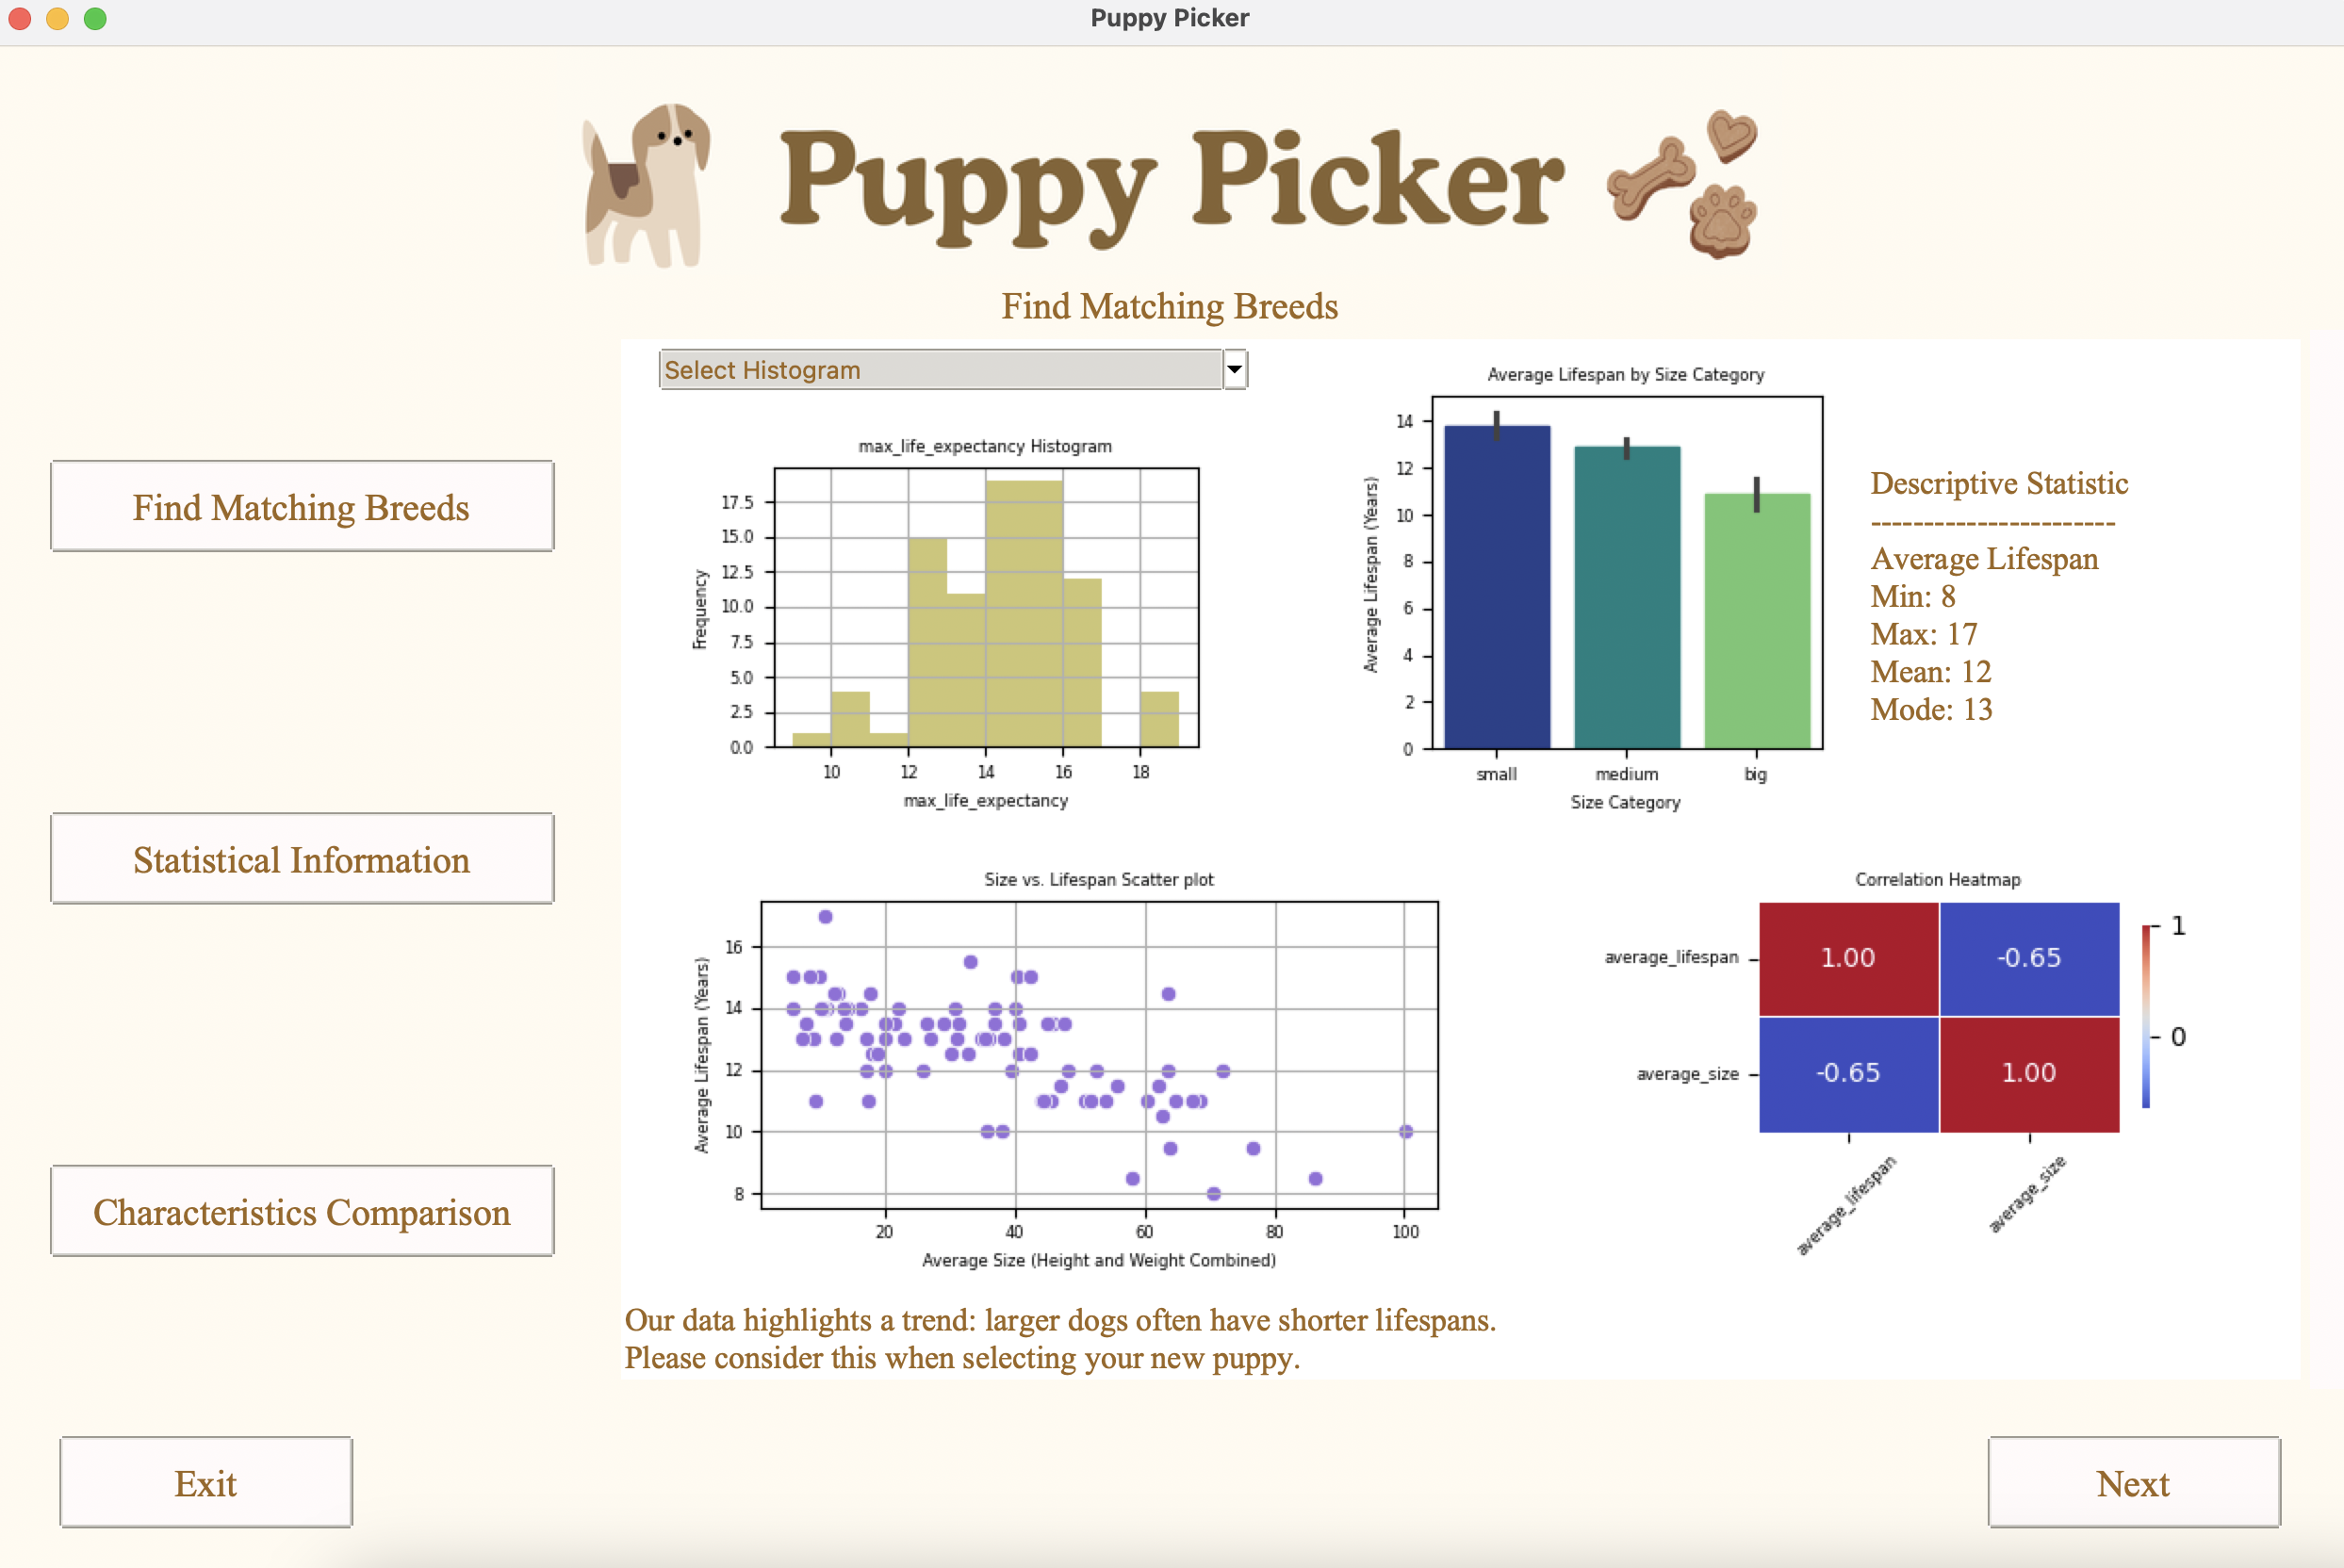 Puppy Picker
Puppy Picker
Find Matching Breeds
Find Matching Breeds
Statistical Information
Characteristics Comparison
Exit
Select Histogram
max_life_expectancy Histogram
Frequency
17.5
15.0
12.5
10.0
7.5
5.0
2.5
0.0
10 12 14 16 18
max_life_expectancy
Average Lifespan by Size Category
Average Lifespan (Years)
14
12
10
8
6
4
2
0
small medium big
Size Category
Descriptive Statistic
------------------------
Average Lifespan
Min: 8
Max: 17
Mean: 12
Mode: 13
Size vs. Lifespan Scatter plot
Average Lifespan (Years)
16
14
12
10
8
20 40 60 80 100
Average Size (Height and Weight Combined)
Correlation Heatmap
average_lifespan 1.00 -0.65
average_size -0.65 1.00
average_lifespan average_size
1
0
Our data highlights a trend: larger dogs often have shorter lifespans.
Please consider this when selecting your new puppy.
Next